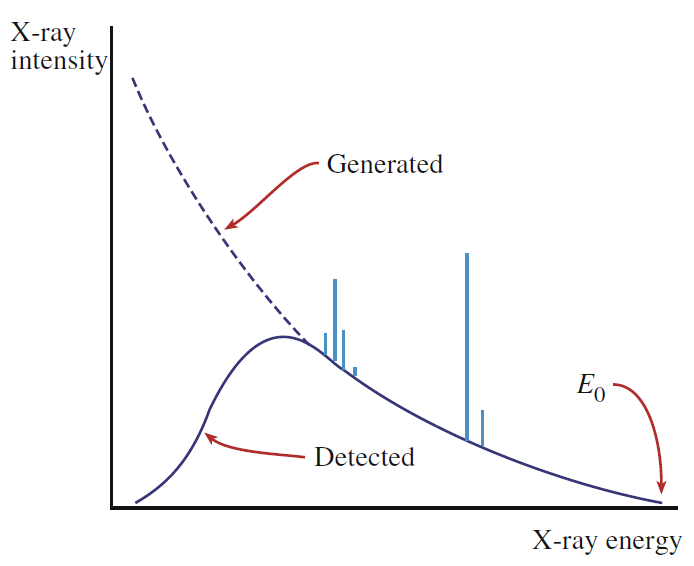 X-ray
intensity
Generated
E0
Detected
X-ray energy